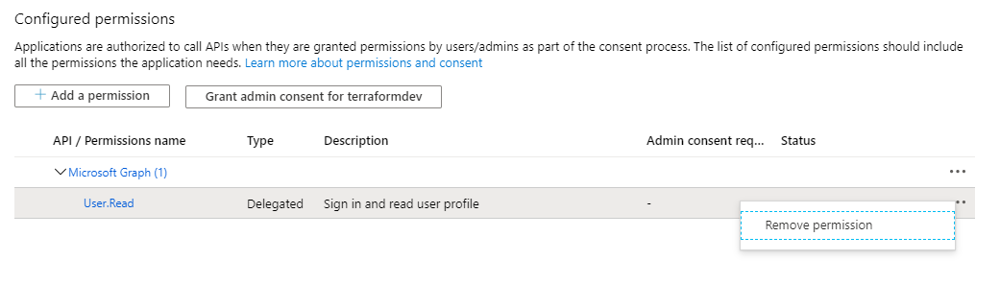 Configured permissions
Applications are authorized to call APIs when they are granted permissions by users/admins as part of the consent process. The list of configured permissions should include
all the permissions the application needs. Learn more about permissions and consent
+ Add a permission Grant admin consent for terraformdev
API / Permissions name Type Description Admin consent req... Status
Microsoft Graph (1) ...
User.Read Delegated Sign in and read user profile -
Remove permission